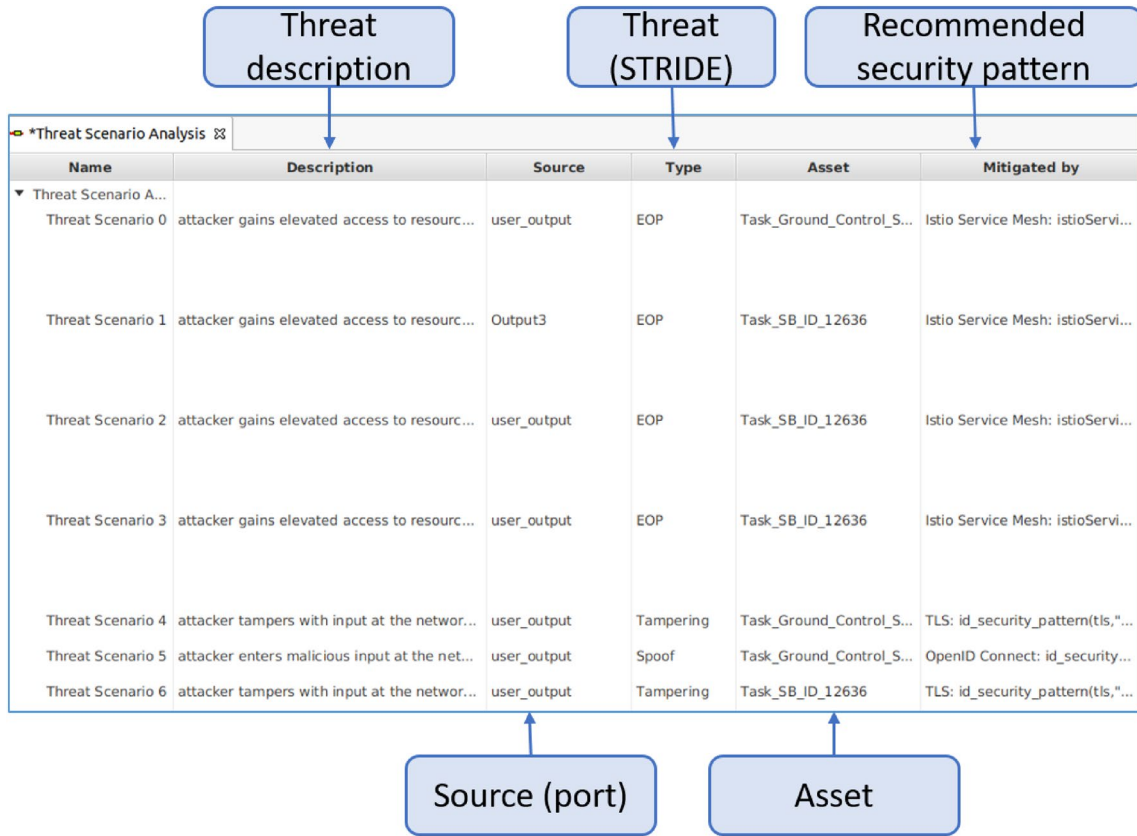 Threat
description
Threat
(STRIDE)
Recommended
security pattern
*Threat Scenario Analysis
Name Description Source Type Asset Mitigated by
Threat Scenario A...
Threat Scenario 0 attacker gains elevated access to resourc... user_output EOP Task_Ground_Control_S... Istio Service Mesh: istioServi...
Threat Scenario 1 attacker gains elevated access to resourc... Output3 EOP Task_SB_ID_12636 Istio Service Mesh: istioServi...
Threat Scenario 2 attacker gains elevated access to resourc... user_output EOP Task_SB_ID_12636 Istio Service Mesh: istioServi...
Threat Scenario 3 attacker gains elevated access to resourc... user_output EOP Task_SB_ID_12636 Istio Service Mesh: istioServi...
Threat Scenario 4 attacker tampers with input at the networ... user_output Tampering Task_Ground_Control_S... TLS: id_security_pattern(tls,"...
Threat Scenario 5 attacker enters malicious input at the net... user_output Spoof Task_Ground_Control_S... OpenID Connect: id_security...
Threat Scenario 6 attacker tampers with input at the networ... user_output Tampering Task_SB_ID_12636 TLS: id_security_pattern(tls,"...
Source (port)
Asset